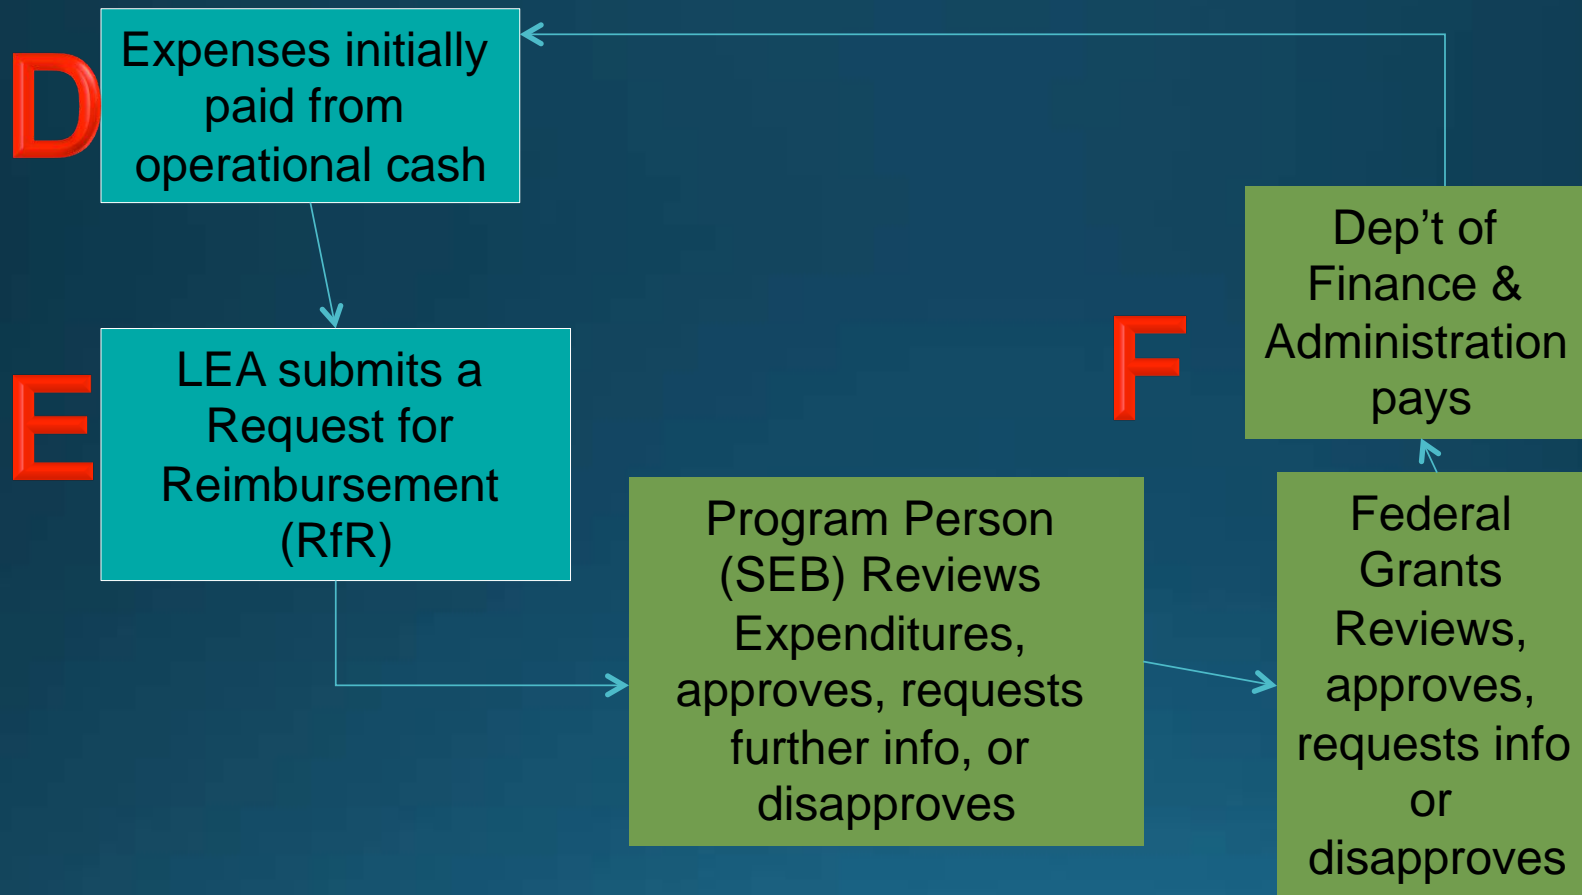 D
Expenses initially
paid from
operational cash
E
LEA submits a
Request for
Reimbursement
(RfR)
Program Person
(SEB) Reviews
Expenditures,
approves, requests
further info, or
disapproves
F
Dep’t of
Finance &
Administration
pays
Federal
Grants
Reviews,
approves,
requests info
or
disapproves